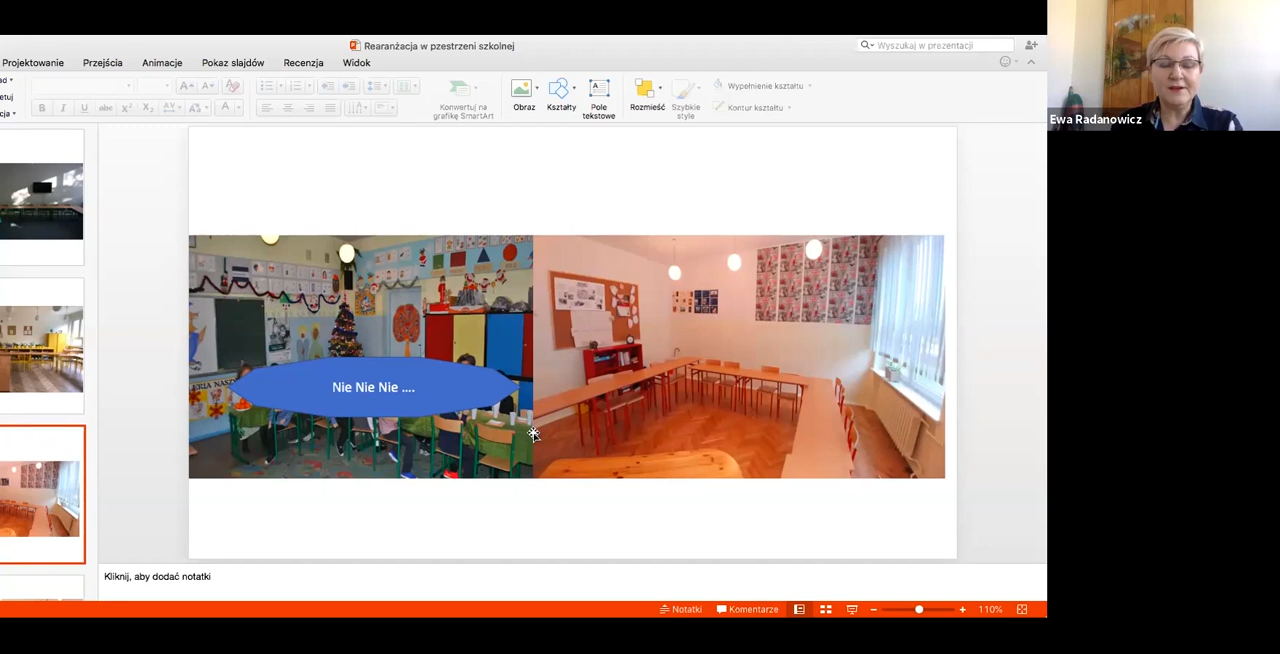 Rearanżacja w pzestrzeni szkolnej
Wyszukaj w prezentacji
Projektowanie Przejścia Animacje Pokaz slajdów Recenzja Widok
Konwertuj na
grafikę SmartArt
Obraz
Kształty
Pole
tekstowe
Rozmieść
Szybkie
style
Wypełnienie kształtu
Kontur kształtu
Ewa Radanowicz
Nie Nie Nie ....
Kliknij, aby dodać notatki
Notatki Komentarze 110%